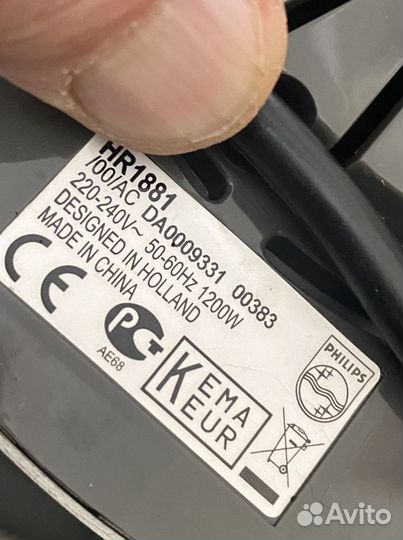 HR1881
/00/AC DA0009331 00383
220-240V~ 50-60Hz 1200W
DESIGNED IN HOLLAND
MADE IN CHINA
CE
PG
AE68
KEMA
KEUR
PHILIPS
Avito